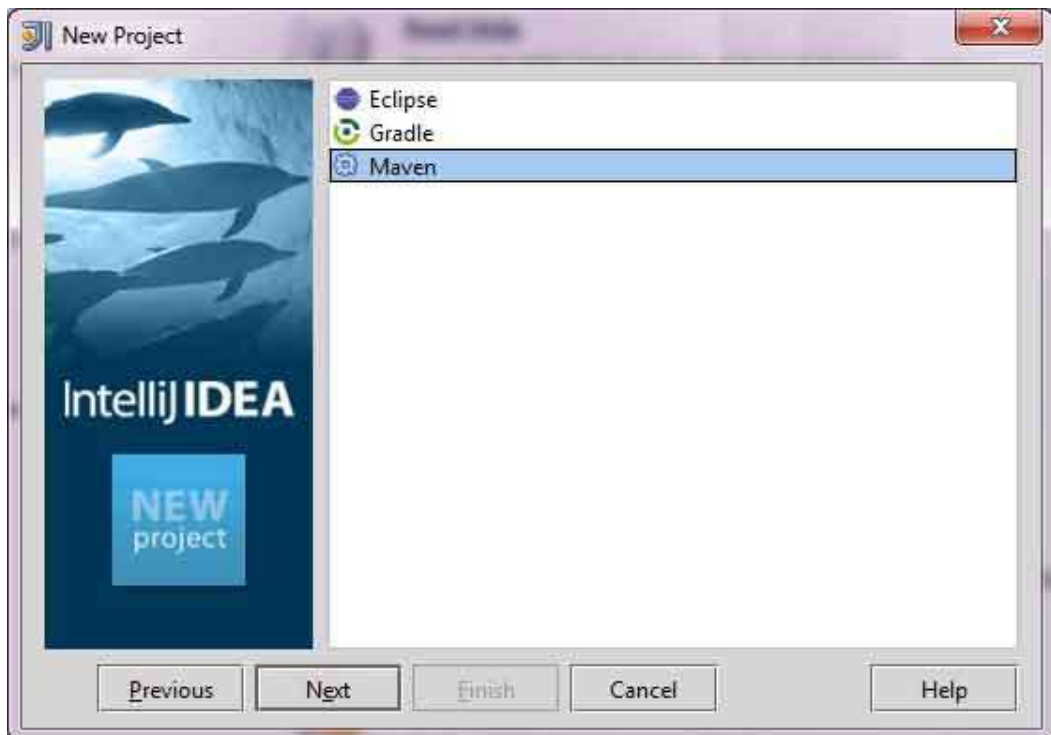 New Project
Eclipse
Gradle
Maven
IntelliJ IDEA
NEW
project
Previous Next Finish Cancel Help